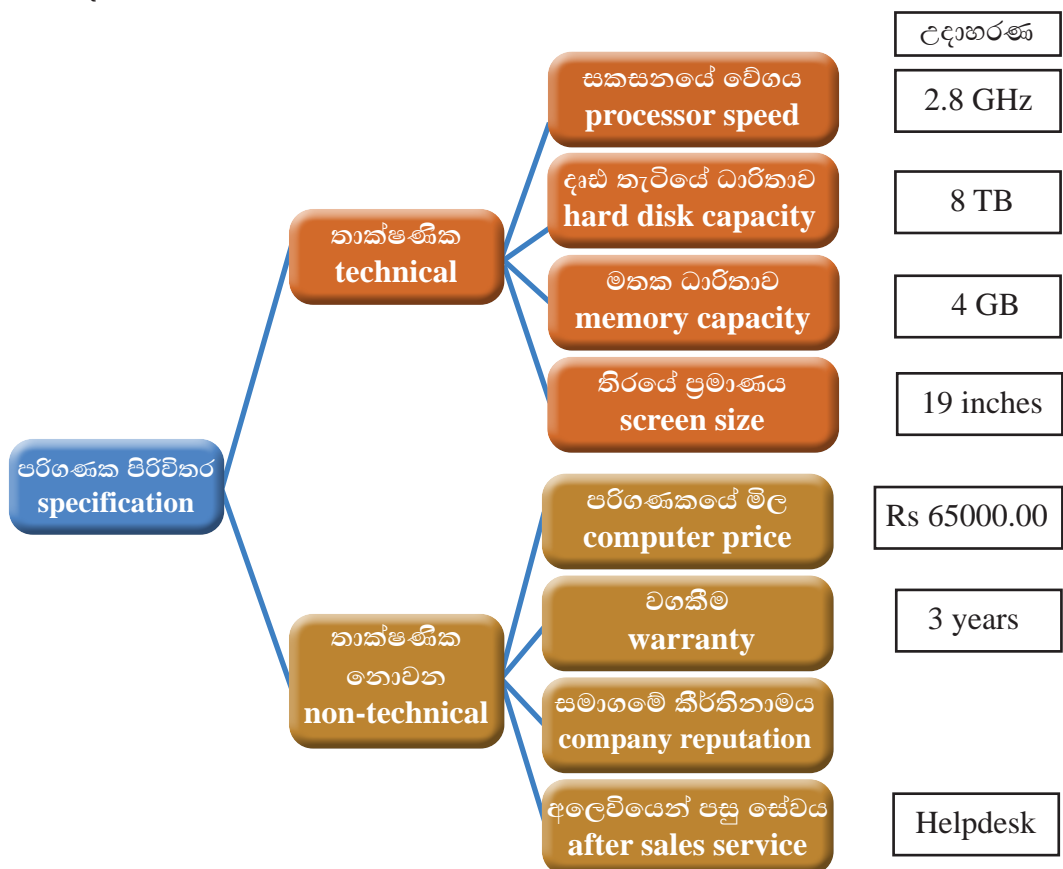 උදාහරණ
සකසනයේ වේගය
processor speed
2.8 GHz
දෘඪ තැටියේ ධාරිතාව
hard disk capacity
8 TB
තාක්ෂණික
technical
මතක ධාරිතාව
memory capacity
4 GB
තිරයේ ප්‍රමාණය
screen size
19 inches
පරිගණක පිරිවිතර
specification
පරිගණකයේ මිල
computer price
Rs 65000.00
වගකීම
warranty
3 years
තාක්ෂණික
නොවන
non-technical
සමාගමේ කීර්තිනාමය
company reputation
අලෙවියෙන් පසු සේවය
after sales service
Helpdesk